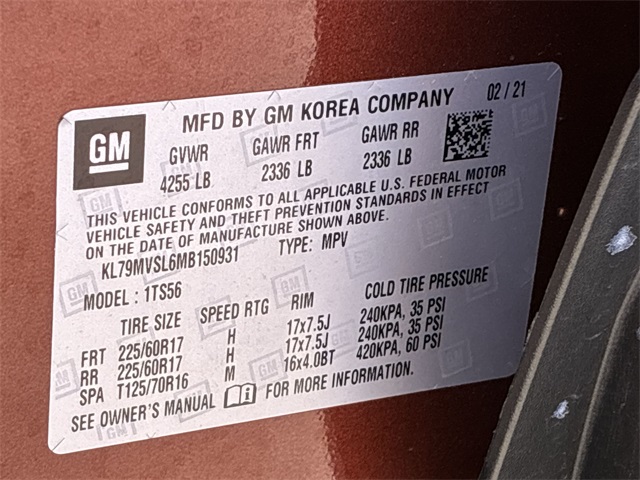 GM
MFD BY GM KOREA COMPANY 02 / 21
GVWR GAWR FRT GAWR RR
4255 LB 2336 LB 2336 LB
THIS VEHICLE CONFORMS TO ALL APPLICABLE U.S. FEDERAL MOTOR
VEHICLE SAFETY AND THEFT PREVENTION STANDARDS IN EFFECT
ON THE DATE OF MANUFACTURE SHOWN ABOVE.
KL79MVSL6MB150931 TYPE: MPV
MODEL : 1TS56
TIRE SIZE SPEED RTG RIM COLD TIRE PRESSURE
FRT 225/60R17 H 17x7.5J 240KPA, 35 PSI
RR 225/60R17 H 17x7.5J 240KPA, 35 PSI
SPA T125/70R16 M 16x4.0BT 420KPA, 60 PSI
SEE OWNER'S MANUAL FOR MORE INFORMATION.